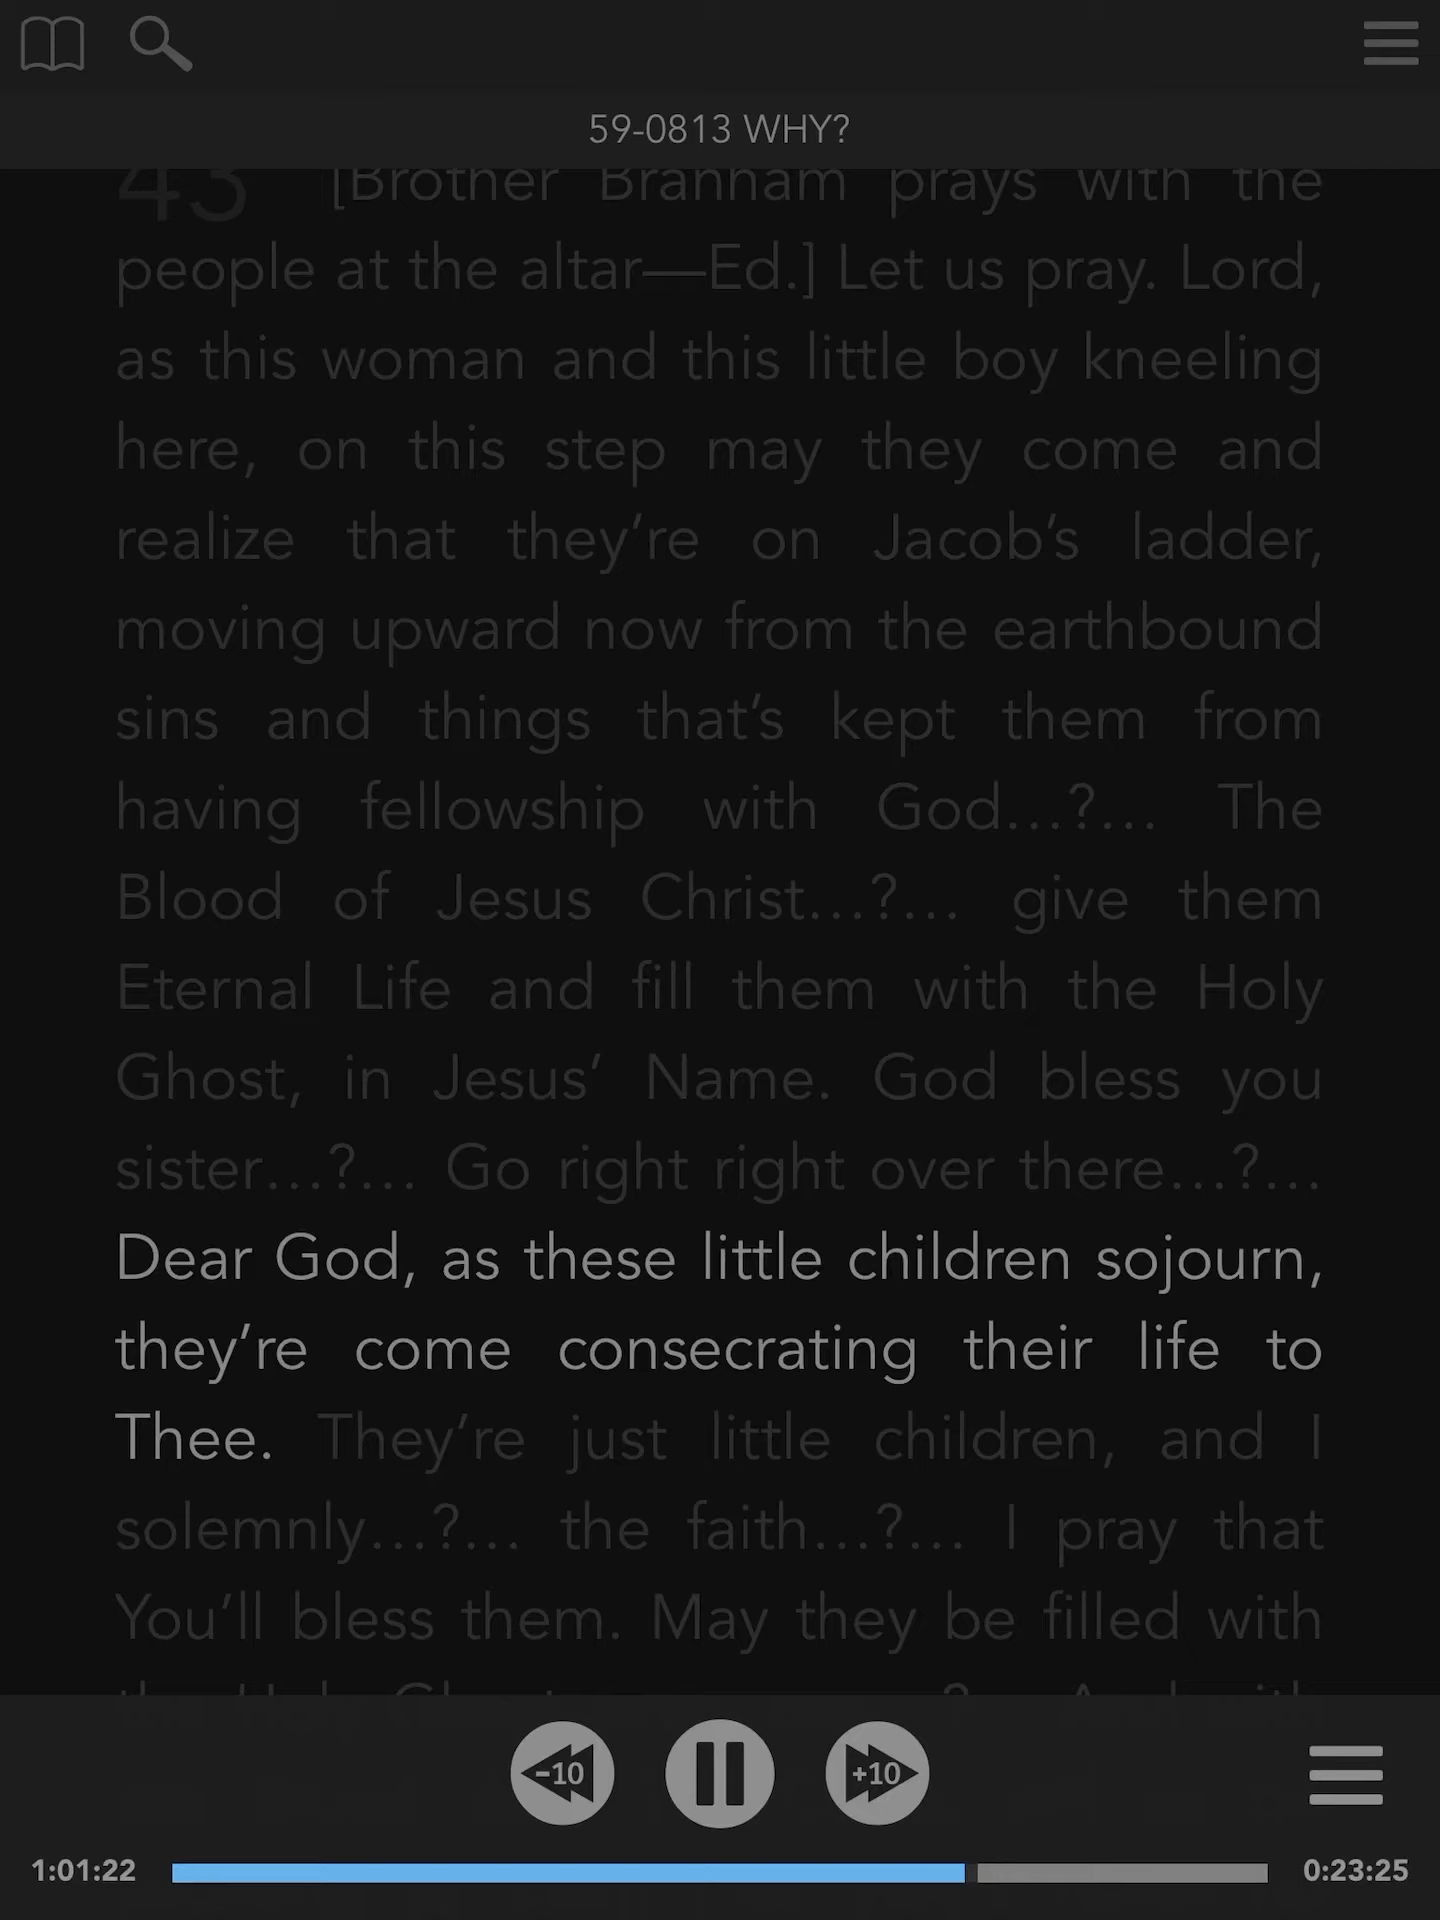 59-0813 WHY?
43 [Brother Branham prays with the
people at the altar—Ed.] Let us pray. Lord,
as this woman and this little boy kneeling
here, on this step may they come and
realize that they’re on Jacob’s ladder,
moving upward now from the earthbound
sins and things that’s kept them from
having fellowship with God…?… The
Blood of Jesus Christ…?… give them
Eternal Life and fill them with the Holy
Ghost, in Jesus’ Name. God bless you
sister…?… Go right right over there…?…
Dear God, as these little children sojourn,
they’re come consecrating their life to
Thee. They’re just little children, and I
solemnly…?… the faith…?… I pray that
You’ll bless them. May they be filled with
-10 +10
1:01:22 0:23:25